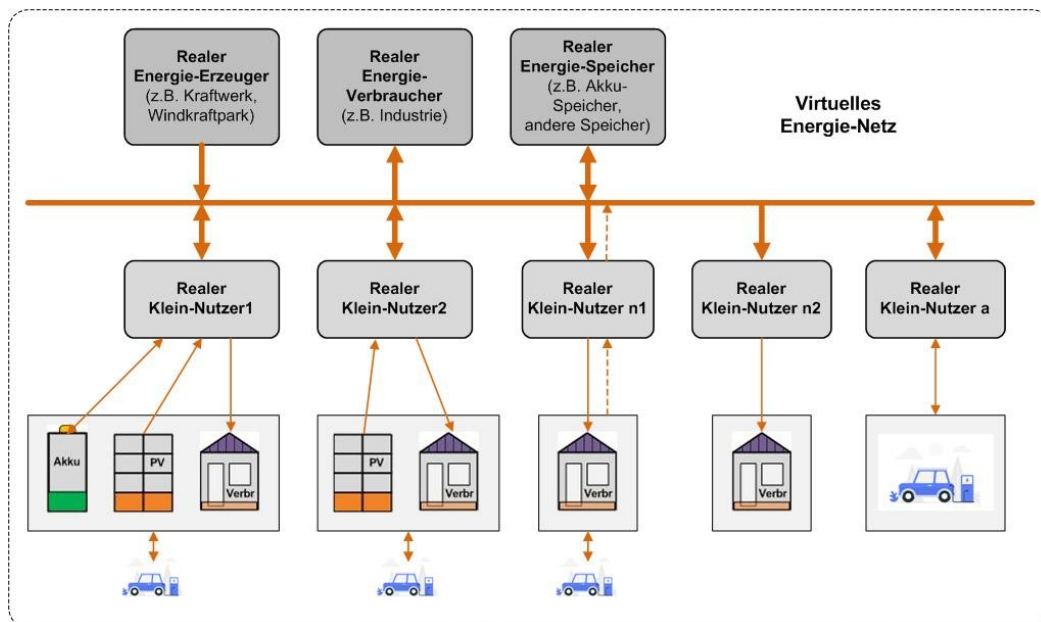 Realer
Energie-Erzeuger
(z.B. Kraftwerk,
Windkraftpark)
Realer
Energie-
Verbraucher
(z.B. Industrie)
Realer
Energie-Speicher
(z.B. Akku-
Speicher,
andere Speicher)
Virtuelles
Energie-Netz
Realer
Klein-Nutzer1
Realer
Klein-Nutzer2
Realer
Klein-Nutzer n1
Realer
Klein-Nutzer n2
Realer
Klein-Nutzer a
Akku
PV
Verbr
PV
Verbr
Verbr
Verbr